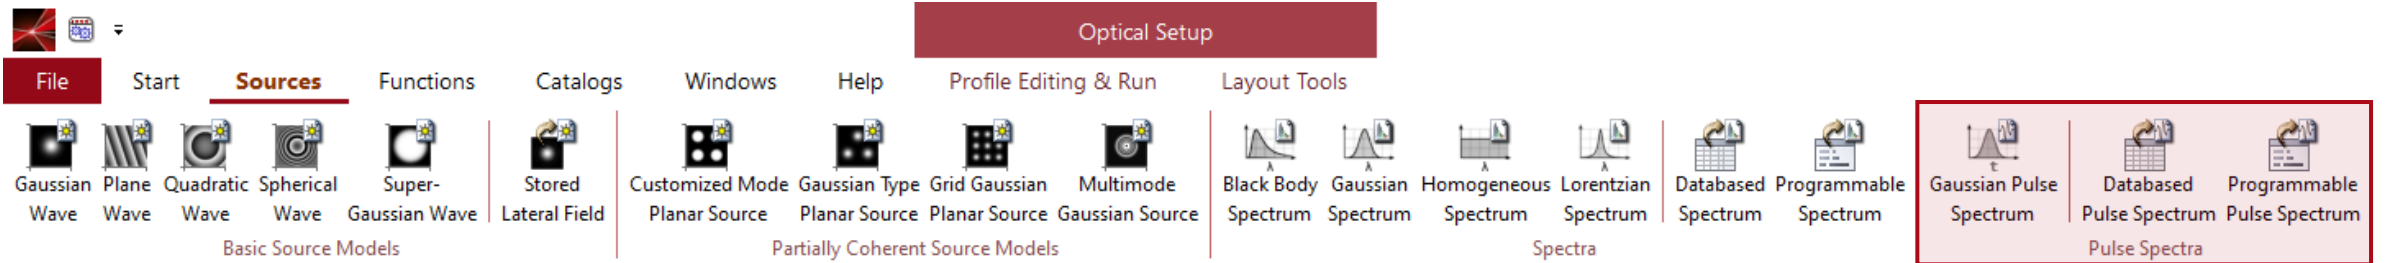 Optical Setup
File Start Sources Functions Catalogs Windows Help Profile Editing & Run Layout Tools
Gaussian Plane Quadratic Spherical Super- Stored Customized Mode Gaussian Type Grid Gaussian Multimode Black Body Gaussian Homogeneous Lorentzian Databased Programmable Gaussian Pulse Databased Programmable
Wave Wave Wave Wave Gaussian Wave Lateral Field Planar Source Planar Source Planar Source Gaussian Source Spectrum Spectrum Spectrum Spectrum Spectrum Spectrum Spectrum Pulse Spectrum Pulse Spectrum
Basic Source Models Partially Coherent Source Models Spectra Pulse Spectra